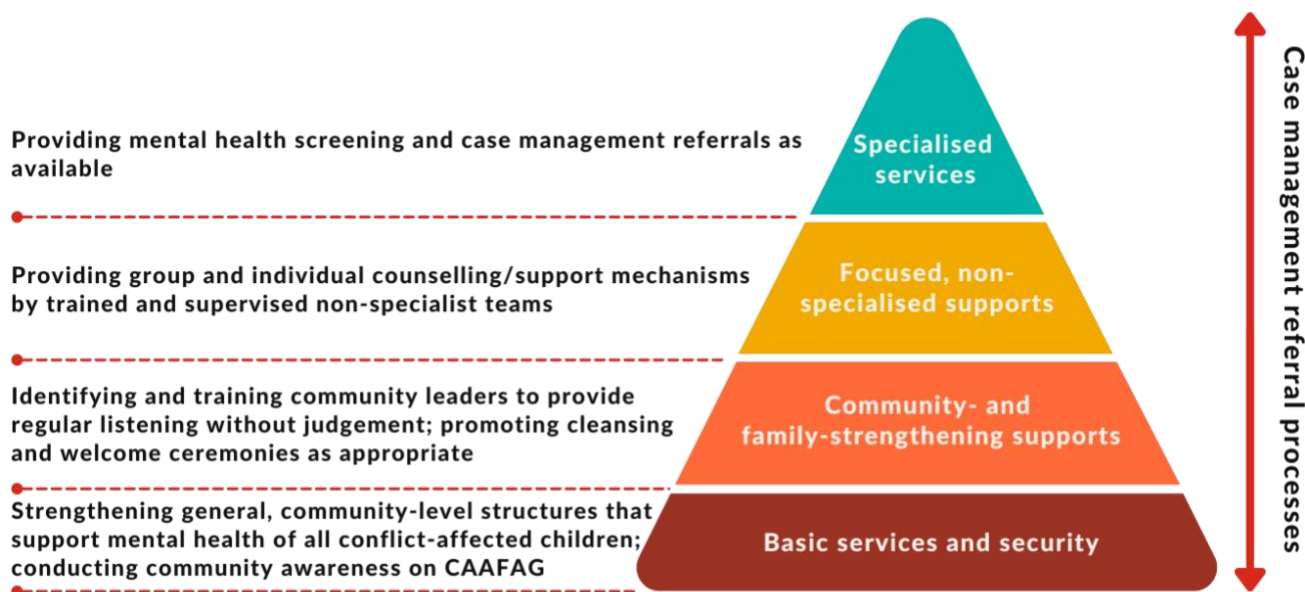 Providing mental health screening and case management referrals as
available
Specialised
services
Providing group and individual counselling/support mechanisms
by trained and supervised non-specialist teams
Focused, non-
specialised supports
Identifying and training community leaders to provide
regular listening without judgement; promoting cleansing
and welcome ceremonies as appropriate
Community- and
family-strengthening supports
Strengthening general, community-level structures that
support mental health of all conflict-affected children;
conducting community awareness on CAAFAG
Basic services and security
Case management referral processes